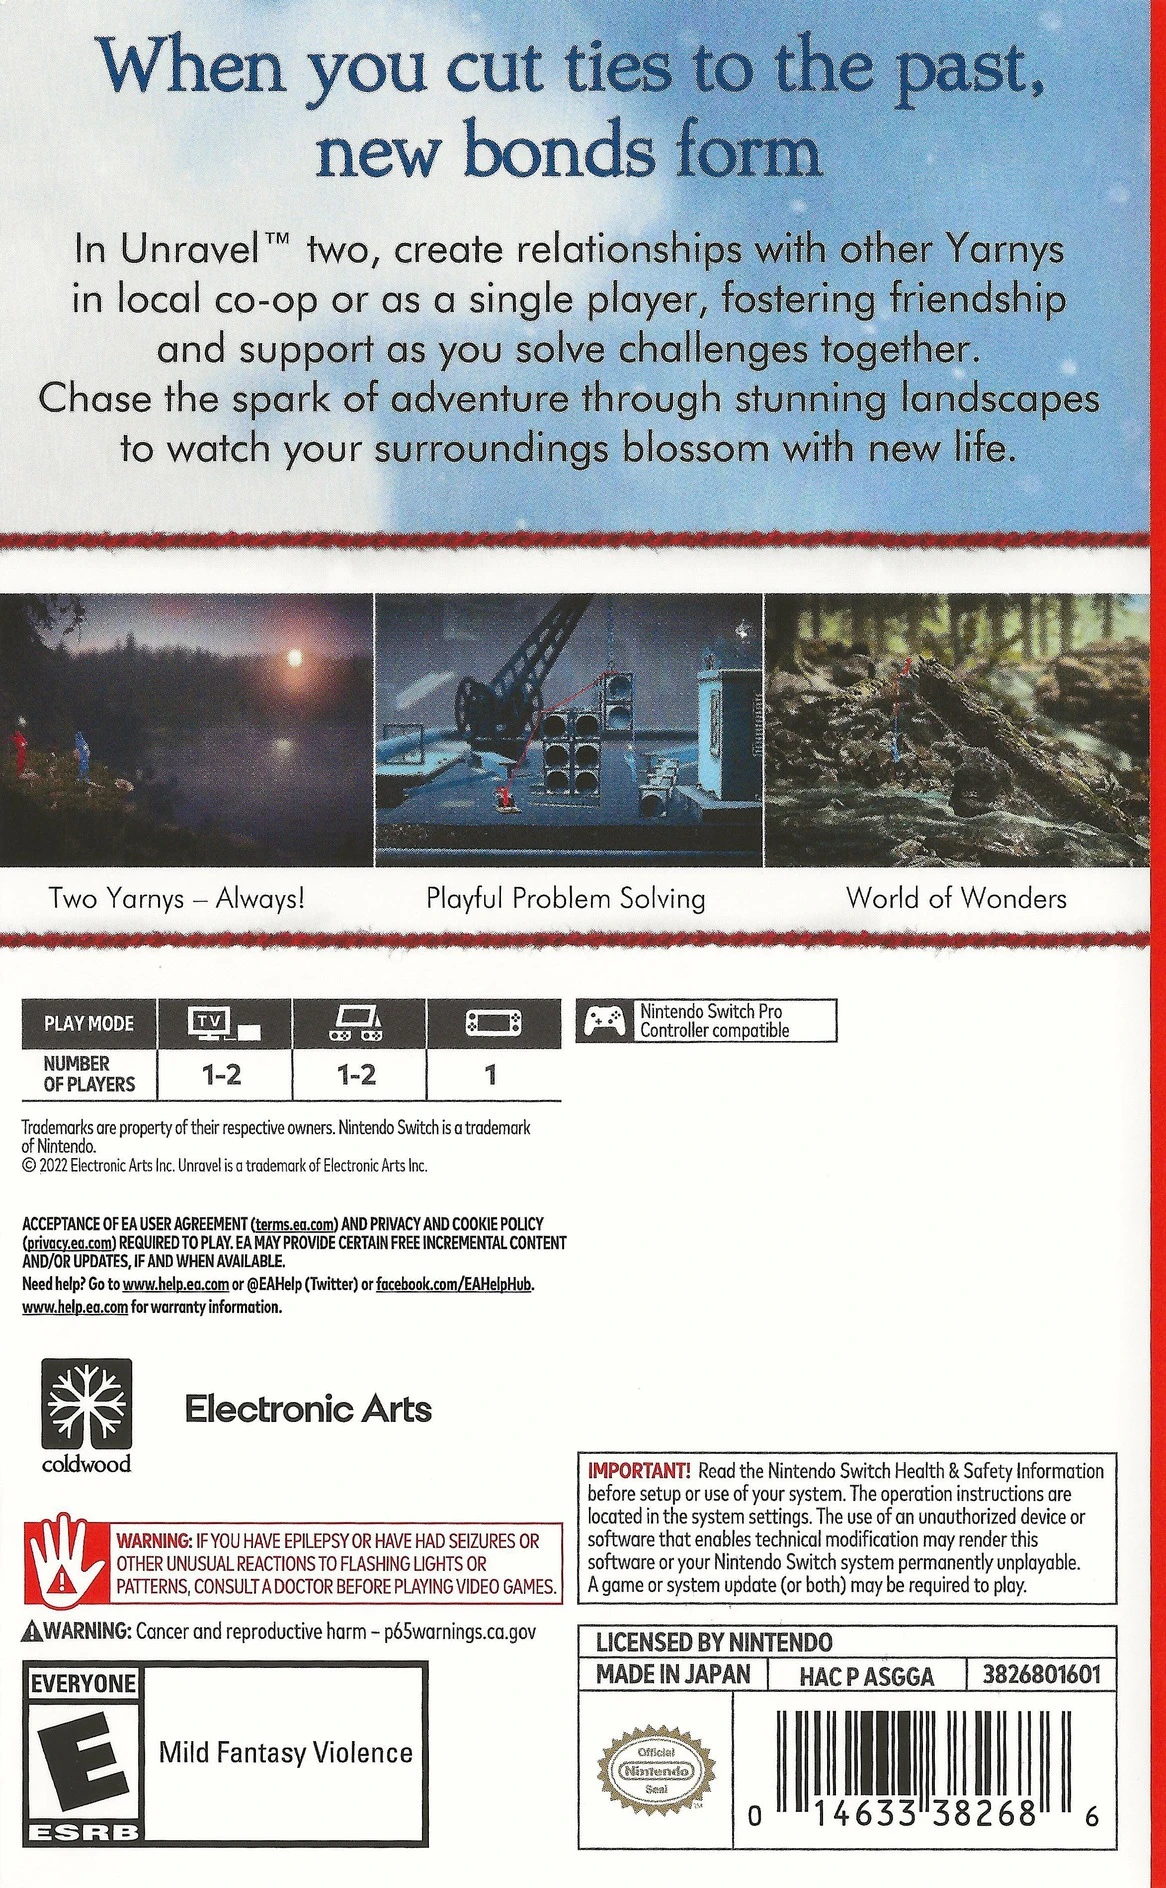 When you cut ties to the past,
new bonds form
In Unravel™ two, create relationships with other Yarnys
in local co-op or as a single player, fostering friendship
and support as you solve challenges together.
Chase the spark of adventure through stunning landscapes
to watch your surroundings blossom with new life.
Two Yarnys – Always!
Playful Problem Solving
World of Wonders
PLAY MODE
TV
NUMBER
OF PLAYERS
1-2
1-2
1
Nintendo Switch Pro
Controller compatible
Trademarks are property of their respective owners. Nintendo Switch is a trademark
of Nintendo.
© 2022 Electronic Arts Inc. Unravel is a trademark of Electronic Arts Inc.
ACCEPTANCE OF EA USER AGREEMENT (terms.ea.com) AND PRIVACY AND COOKIE POLICY
(privacy.ea.com) REQUIRED TO PLAY. EA MAY PROVIDE CERTAIN FREE INCREMENTAL CONTENT
AND/OR UPDATES, IF AND WHEN AVAILABLE.
Need help? Go to www.help.ea.com or @EAHelp (Twitter) or facebook.com/EAHelpHub.
www.help.ea.com for warranty information.
coldwood
Electronic Arts
WARNING: IF YOU HAVE EPILEPSY OR HAVE HAD SEIZURES OR
OTHER UNUSUAL REACTIONS TO FLASHING LIGHTS OR
PATTERNS, CONSULT A DOCTOR BEFORE PLAYING VIDEO GAMES.
WARNING: Cancer and reproductive harm – p65warnings.ca.gov
EVERYONE
E
ESRB
Mild Fantasy Violence
IMPORTANT! Read the Nintendo Switch Health & Safety Information
before setup or use of your system. The operation instructions are
located in the system settings. The use of an unauthorized device or
software that enables technical modification may render this
software or your Nintendo Switch system permanently unplayable.
A game or system update (or both) may be required to play.
LICENSED BY NINTENDO
MADE IN JAPAN
HAC P ASGGA
3826801601
Official
Nintendo
Seal
™
0 14633 38268 6